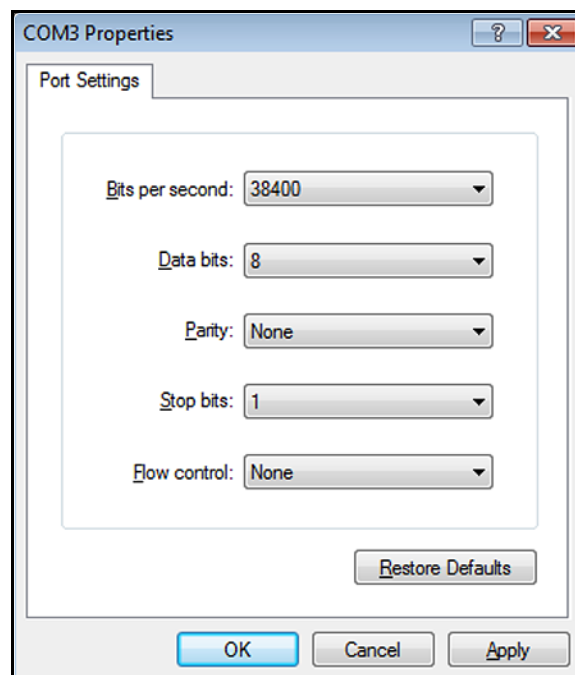 COM3 Properties
?
Port Settings
Bits per second: 38400
Data bits: 8
Parity: None
Stop bits: 1
Flow control: None
Restore Defaults
OK Cancel Apply